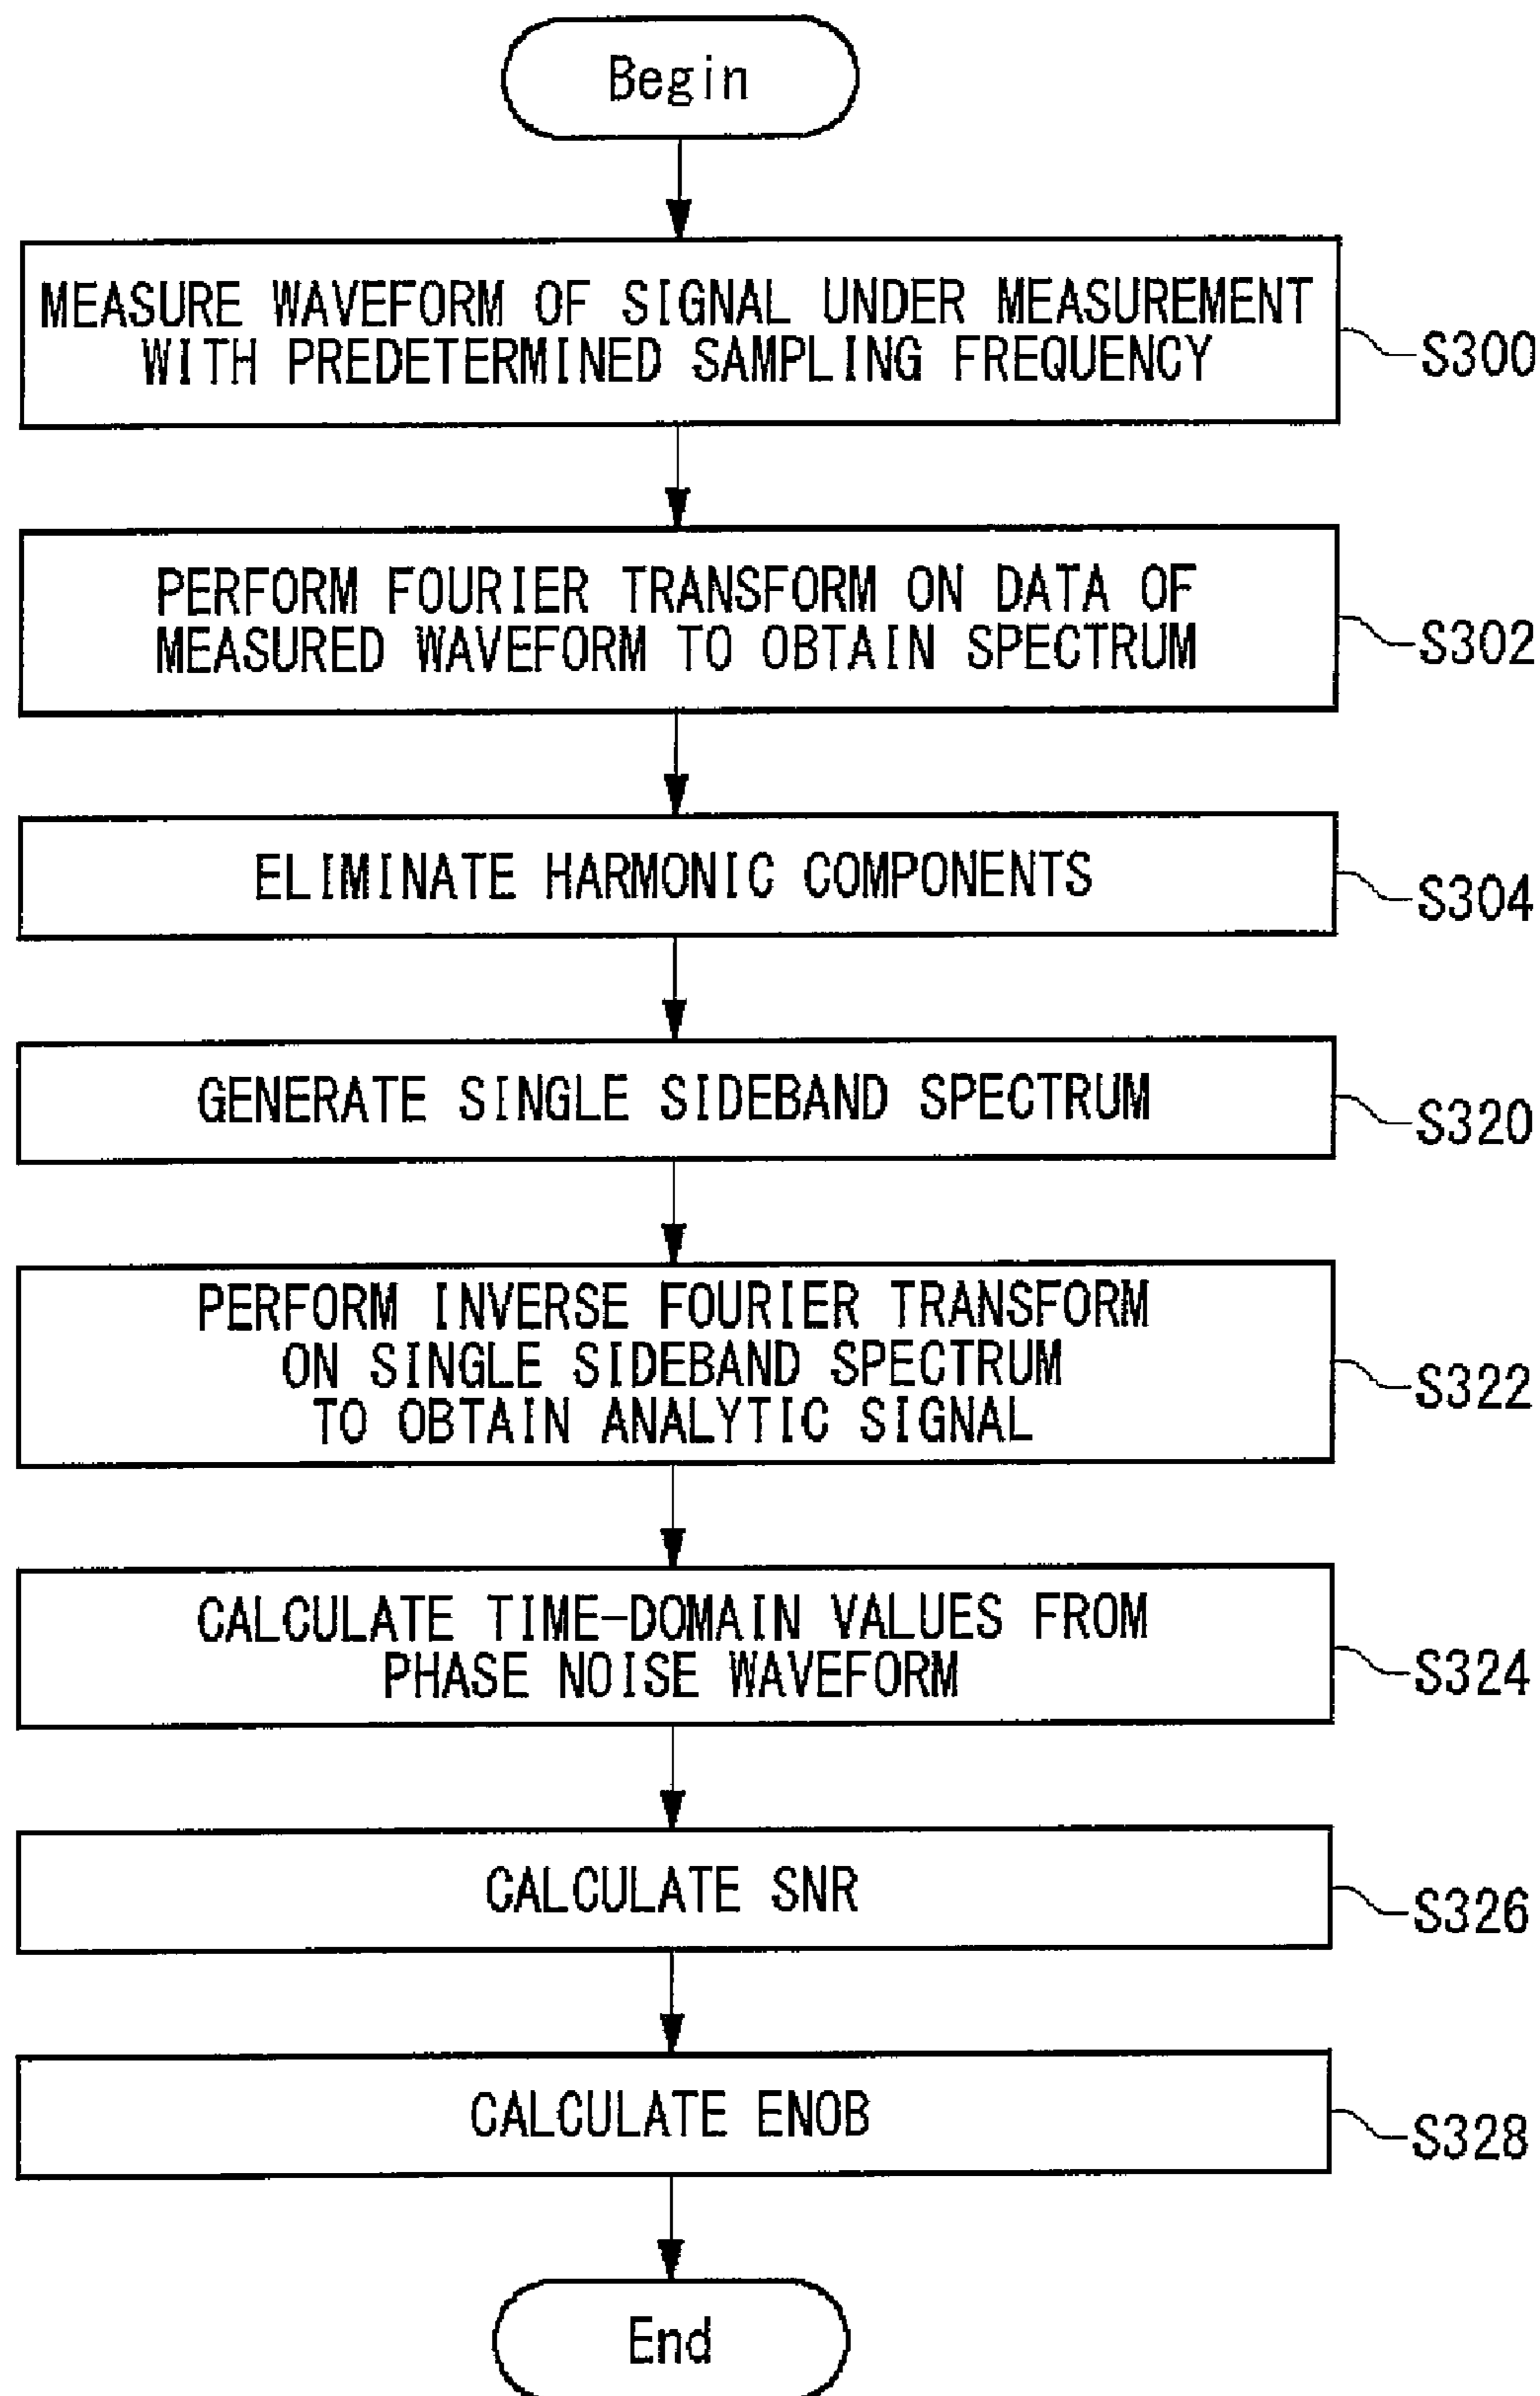 Begin
MEASURE WAVEFORM OF SIGNAL UNDER MEASUREMENT
WITH PREDETERMINED SAMPLING FREQUENCY
S300
PERFORM FOURIER TRANSFORM ON DATA OF
MEASURED WAVEFORM TO OBTAIN SPECTRUM
S302
ELIMINATE HARMONIC COMPONENTS
S304
GENERATE SINGLE SIDEBAND SPECTRUM
S320
PERFORM INVERSE FOURIER TRANSFORM
ON SINGLE SIDEBAND SPECTRUM
TO OBTAIN ANALYTIC SIGNAL
S322
CALCULATE TIME-DOMAIN VALUES FROM
PHASE NOISE WAVEFORM
S324
CALCULATE SNR
S326
CALCULATE ENOB
S328
End